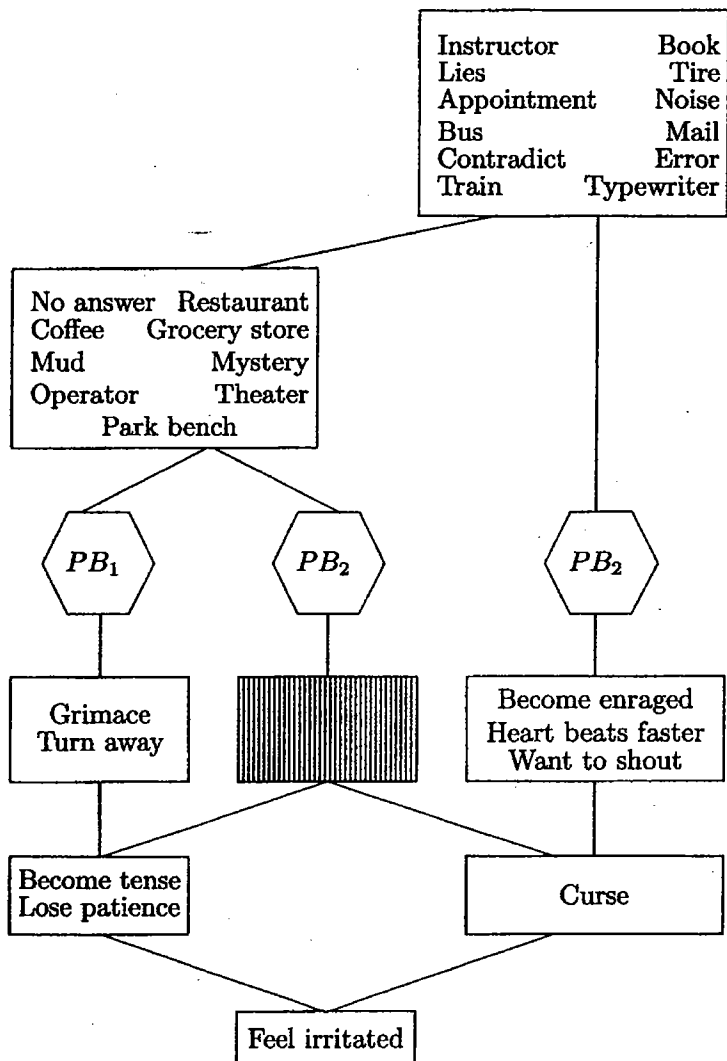 Instructor Book
Lies Tire
Appointment Noise
Bus Mail
Contradict Error
Train Typewriter
No answer Restaurant
Coffee Grocery store
Mud Mystery
Operator Theater
Park bench
PB₁ PB₂ PB₂
Grimace
Turn away
Become enraged
Heart beats faster
Want to shout
Become tense
Lose patience
Curse
Feel irritated